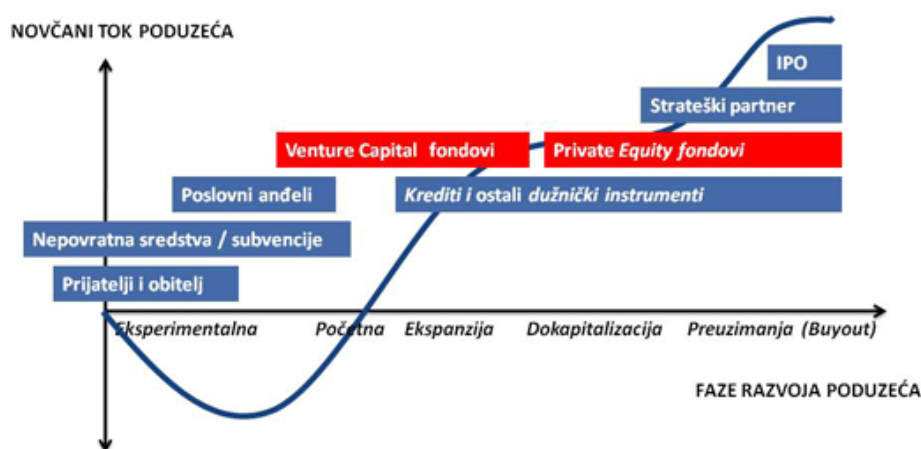 NOVČANI TOK PODUZEĆA
IPO
Strateški partner
Venture Capital fondovi
Private Equity fondovi
Poslovni anđeli
Krediti i ostali dužnički instrumenti
Nepovratna sredstva / subvencije
Prijatelji i obitelj
Eksperimentalna
Početna
Ekspanzija
Dokapitalizacija
Preuzimanja (Buyout)
FAZE RAZVOJA PODUZEĆA